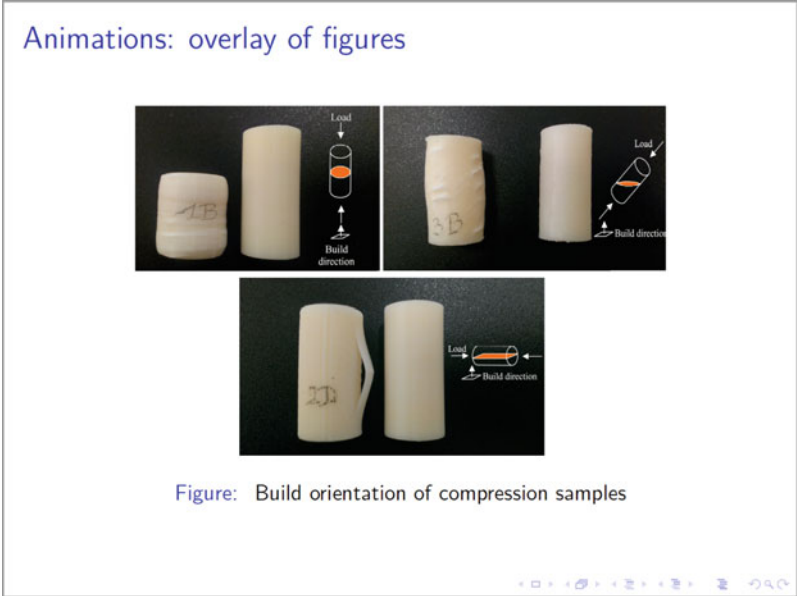 Animations: overlay of figures
Load
1B
Build
direction
Load
3B
Build direction
Load
Build direction
Figure: Build orientation of compression samples